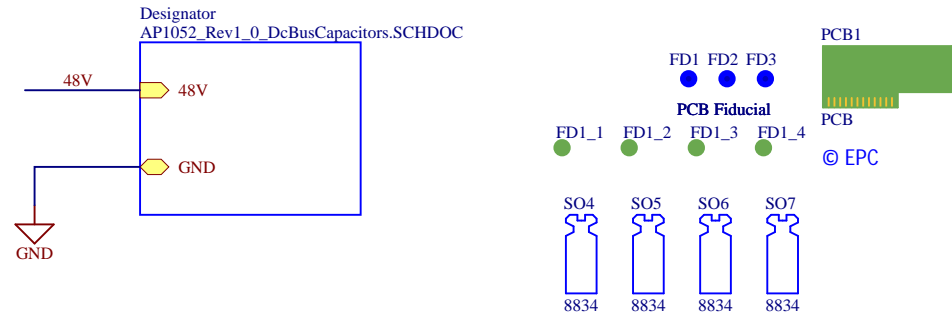 Designator
AP1052_Rev1_0_DcBusCapacitors.SCHDOC
48V
48V
GND
GND
FD1 FD2 FD3
PCB Fiducial
FD1_1 FD1_2 FD1_3 FD1_4
PCB1
PCB
© EPC
SO4 SO5 SO6 SO7
8834 8834 8834 8834